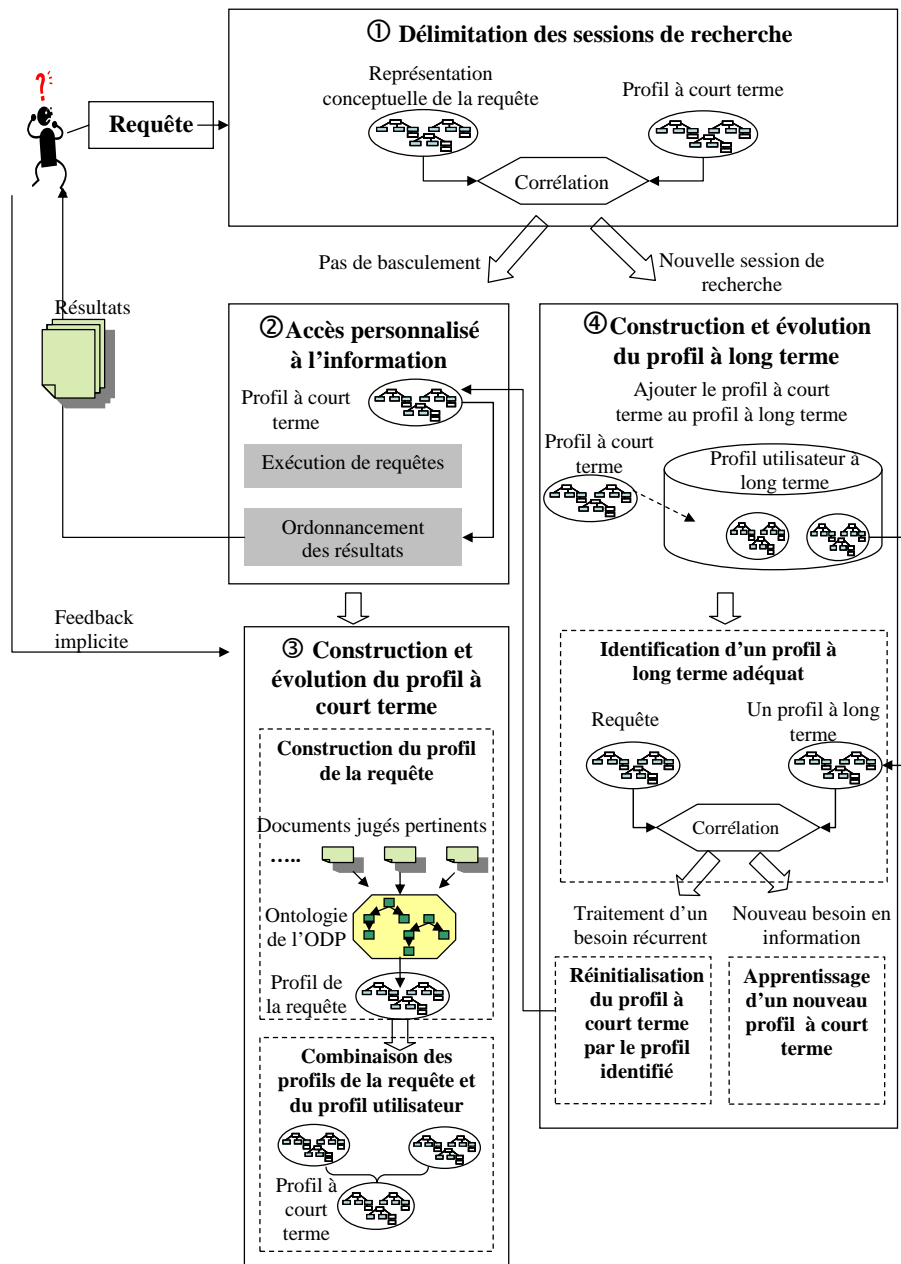 ① Délimitation des sessions de recherche
Représentation
conceptuelle de la requête
Profil à court terme
?
Requête
Corrélation
Pas de basculement
Nouvelle session de
recherche
Résultats
② Accès personnalisé
à l’information
Profil à court
terme
Exécution de requêtes
Ordonnancement
des résultats
④ Construction et évolution
du profil à long terme
Ajouter le profil à court
terme au profil à long terme
Profil à court
terme
Profil utilisateur à
long terme
Feedback
implicite
③ Construction et
évolution du profil à
court terme
Construction du profil
de la requête
Documents jugés pertinents
.....
Ontologie
de l’ODP
Profil de
la requête
Combinaison des
profils de la requête et
du profil utilisateur
Profil à
court
terme
Identification d’un profil à
long terme adéquat
Requête
Un profil à long
terme
Corrélation
Traitement d’un
besoin récurrent
Nouveau besoin en
information
Réinitialisation
du profil à
court terme
par le profil
identifié
Apprentissage
d’un nouveau
profil à court
terme